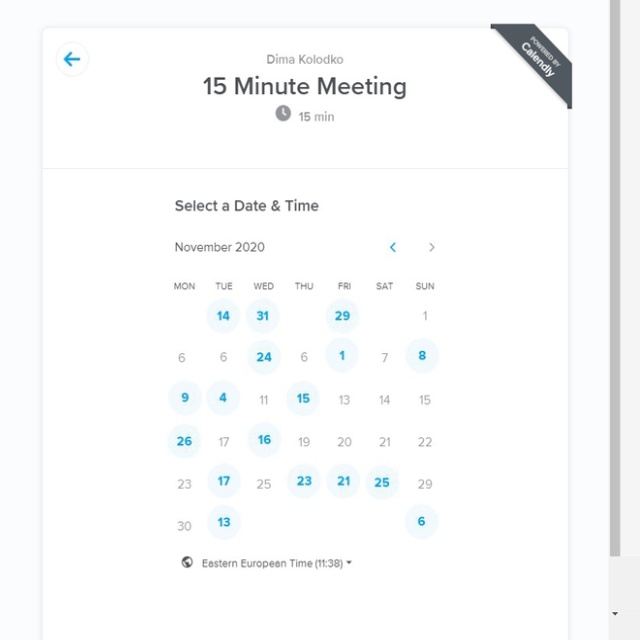 POWERED BY
Calendly
Dima Kolodko
15 Minute Meeting
15 min
Select a Date & Time
November 2020
MON TUE WED THU FRI SAT SUN
14 31 29 1
6 6 24 6 1 7 8
9 4 11 15 13 14 15
26 17 16 19 20 21 22
23 17 25 23 21 25 29
30 13 6
Eastern European Time (11:38)